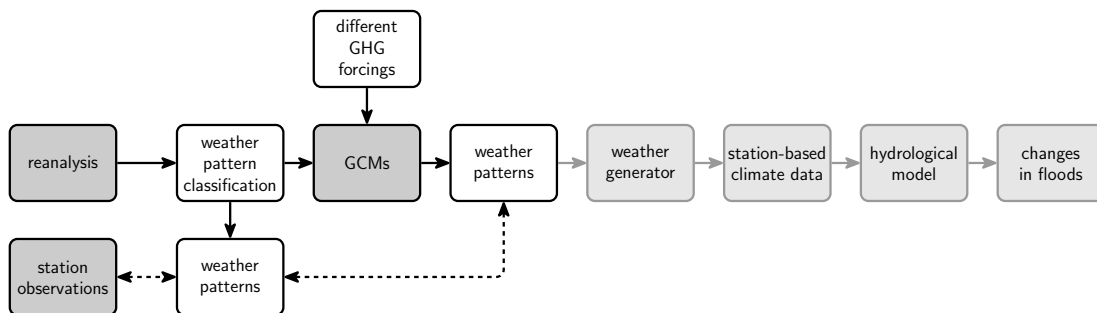 different
GHG
forcings
reanalysis
weather
pattern
classification
GCMs
weather
patterns
weather
generator
station-based
climate data
hydrological
model
changes
in floods
station
observations
weather
patterns